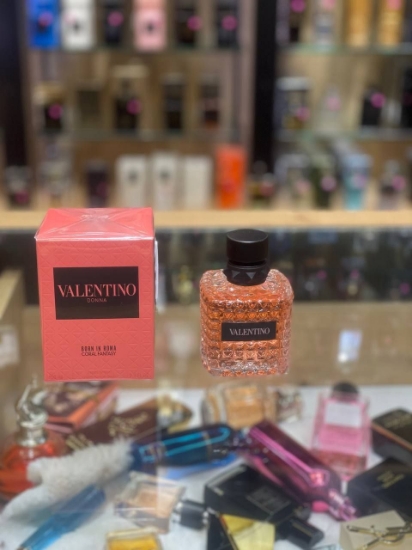 VALENTINO
DONNA
BORN IN ROMA
CORAL FANTASY
VALENTINO